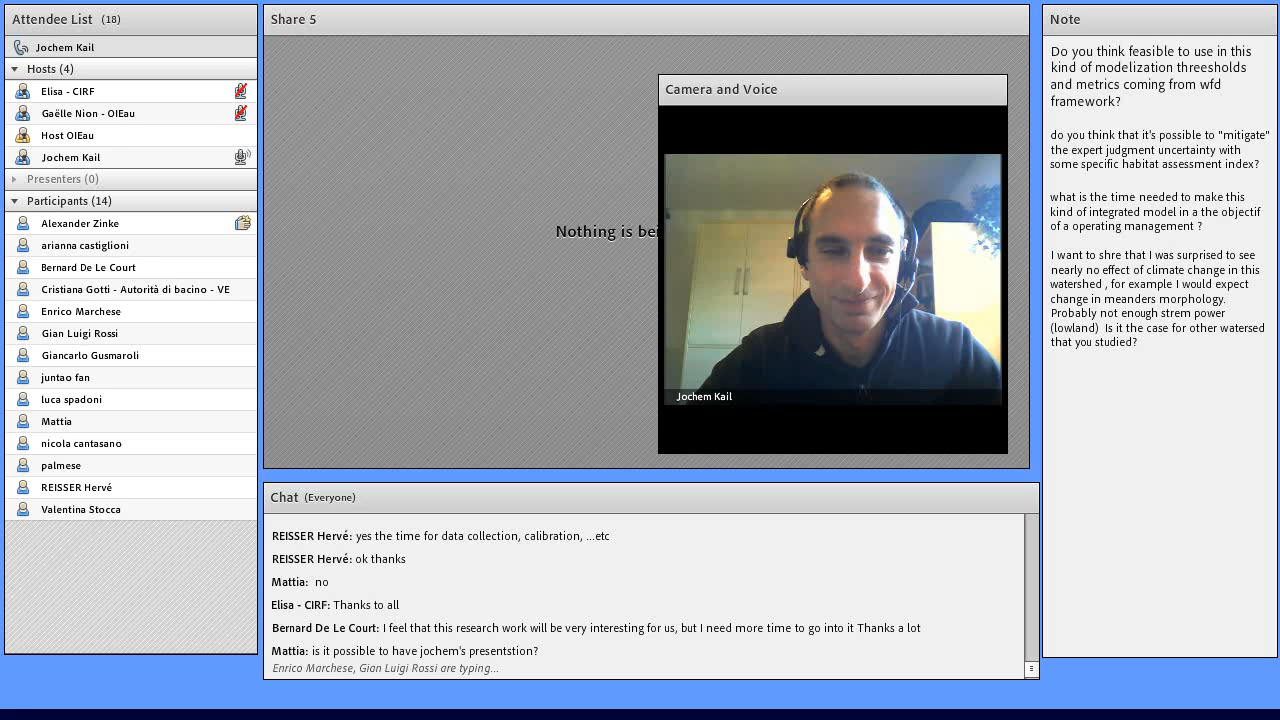 Attendee List (18)
Jochem Kail
Hosts (4)
Elisa - CIRF
Gaëlle Nion - OIEau
Host OIEau
Jochem Kail
Presenters (0)
Participants (14)
Alexander Zinke
arianna castiglioni
Bernard De Le Court
Cristiana Gotti - Autorità di bacino - VE
Enrico Marchese
Gian Luigi Rossi
Giancarlo Gusmaroli
juntao fan
luca spadoni
Mattia
nicola cantasano
palmese
REISSER Hervé
Valentina Stocca
Share 5
Nothing is bei
Camera and Voice
Jochem Kail
Chat (Everyone)
REISSER Hervé: yes the time for data collection, calibration, ...etc
REISSER Hervé: ok thanks
Mattia: no
Elisa - CIRF: Thanks to all
Bernard De Le Court: I feel that this research work will be very interesting for us, but I need more time to go into it Thanks a lot
Mattia: is it possible to have jochem's presentstion?
Enrico Marchese, Gian Luigi Rossi are typing...
Note
Do you think feasible to use in this
kind of modelization threesholds
and metrics coming from wfd
framework?
do you think that it's possible to "mitigate"
the expert judgment uncertainty with
some specific habitat assessment index?
what is the time needed to make this
kind of integrated model in a the objectif
of a operating management ?
I want to shre that I was surprised to see
nearly no effect of climate change in this
watershed , for example I would expect
change in meanders morphology.
Probably not enough strem power
(lowland) Is it the case for other watersed
that you studied?